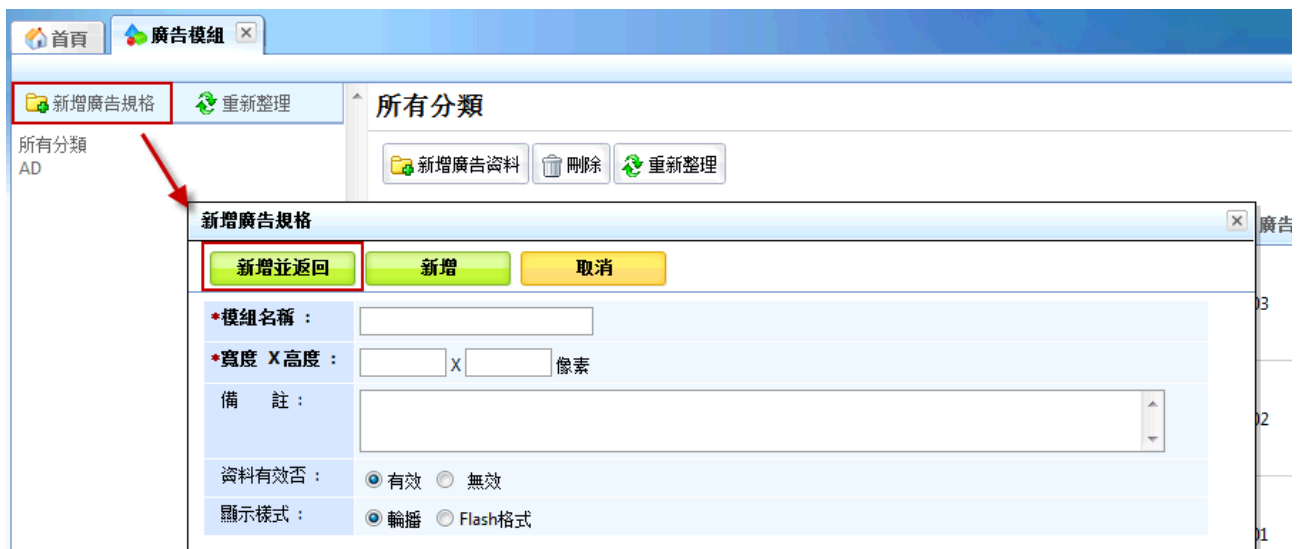 首頁 廣告模組
新增廣告規格 重新整理
所有分類
AD
所有分類
新增廣告資料 刪除 重新整理
廣告
03
02
01
新增廣告規格
新增並返回 新增 取消
*模組名稱：
*寬度 X高度： X 像素
備 註：
資料有效否： 有效 無效
顯示樣式： 輪播 Flash格式